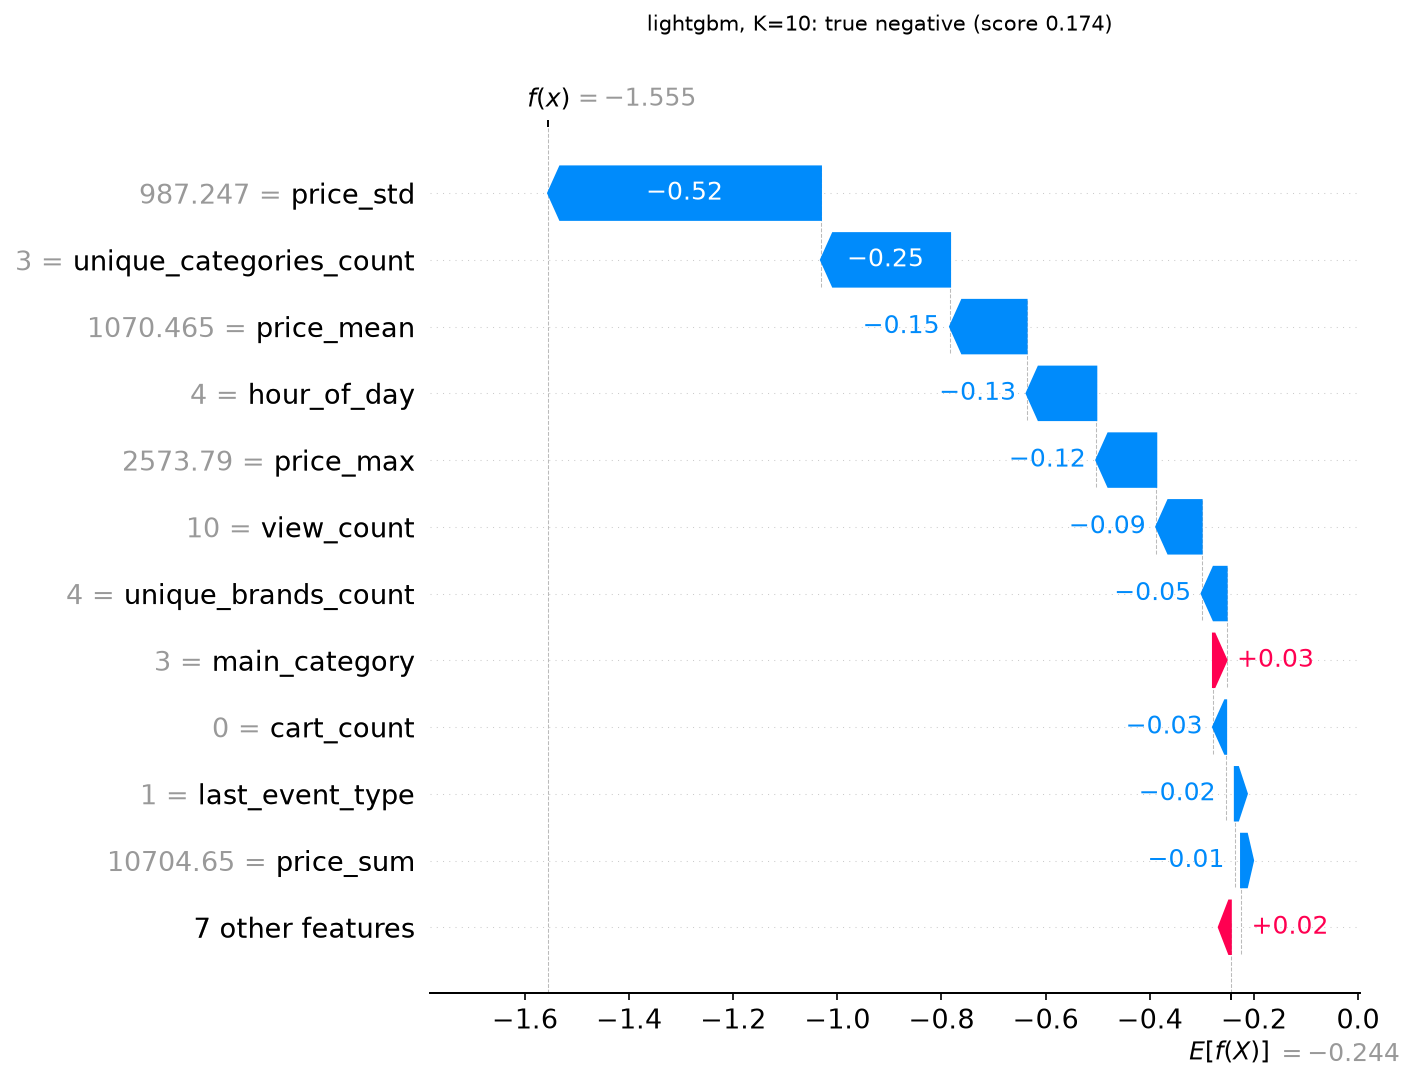 lightgbm, K=10: true negative (score 0.174)
f(x) = −1.555
987.247 = price_std
−0.52
3 = unique_categories_count
−0.25
1070.465 = price_mean
−0.15
4 = hour_of_day
−0.13
2573.79 = price_max
−0.12
10 = view_count
−0.09
4 = unique_brands_count
−0.05
3 = main_category
+0.03
0 = cart_count
−0.03
1 = last_event_type
−0.02
10704.65 = price_sum
−0.01
7 other features
+0.02
−1.6 −1.4 −1.2 −1.0 −0.8 −0.6 −0.4 −0.2 0.0
E[f(X)] = −0.244